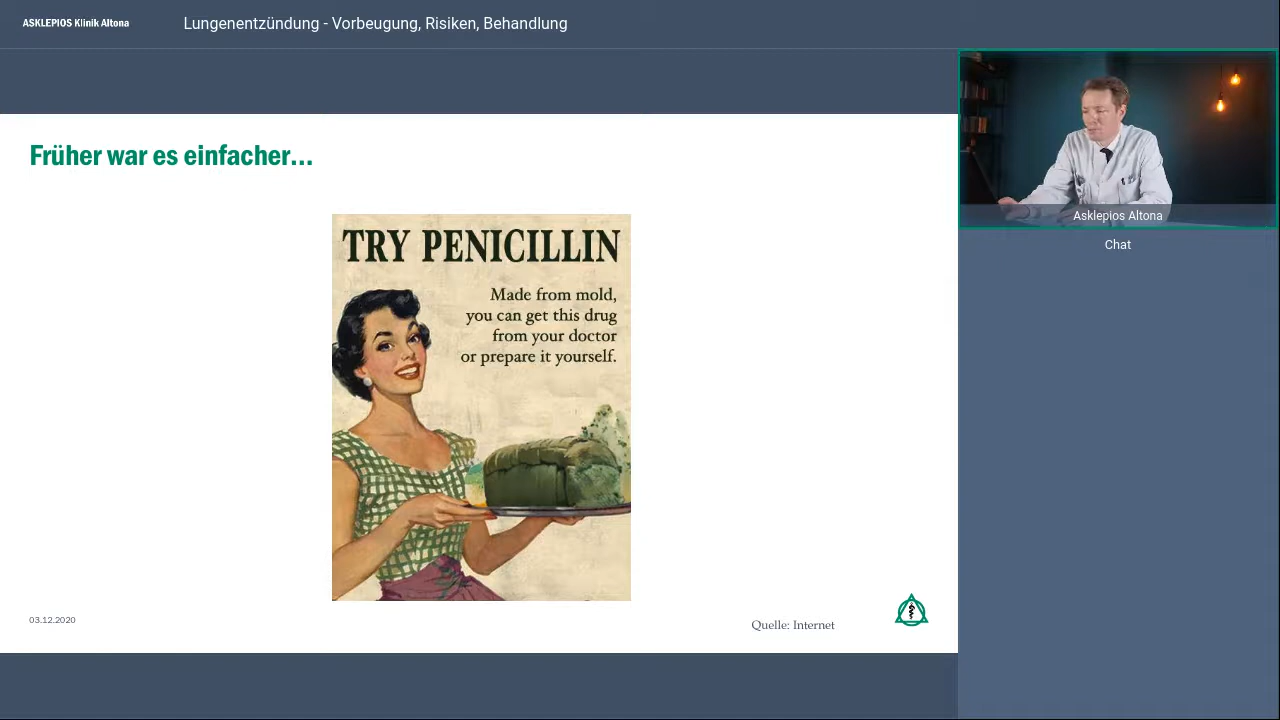 ASKLEPIOS Klinik Altona
Lungenentzündung - Vorbeugung, Risiken, Behandlung
Früher war es einfacher...
TRY PENICILLIN
Made from mold,
you can get this drug
from your doctor
or prepare it yourself.
03.12.2020
Quelle: Internet
Asklepios Altona
Chat